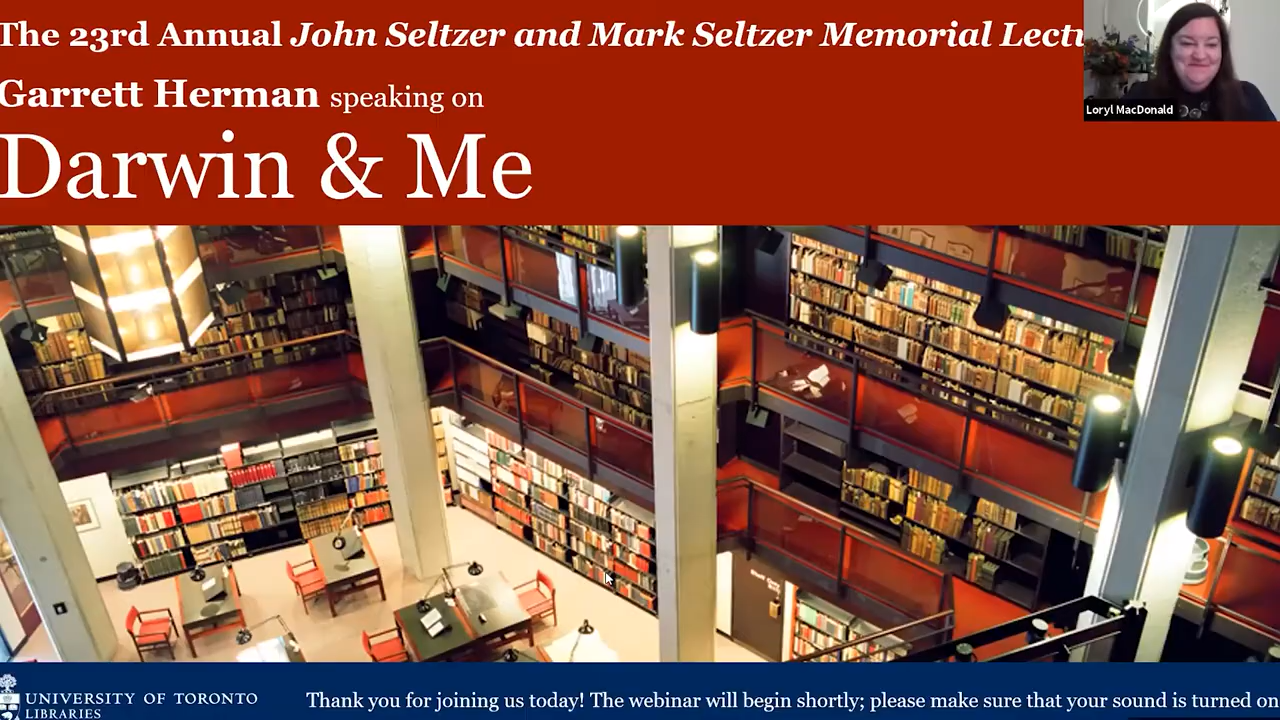 The 23rd Annual John Seltzer and Mark Seltzer Memorial Lectu
Garrett Herman speaking on
Darwin & Me
Loryl MacDonald
UNIVERSITY OF TORONTO
LIBRARIES
Thank you for joining us today! The webinar will begin shortly; please make sure that your sound is turned on